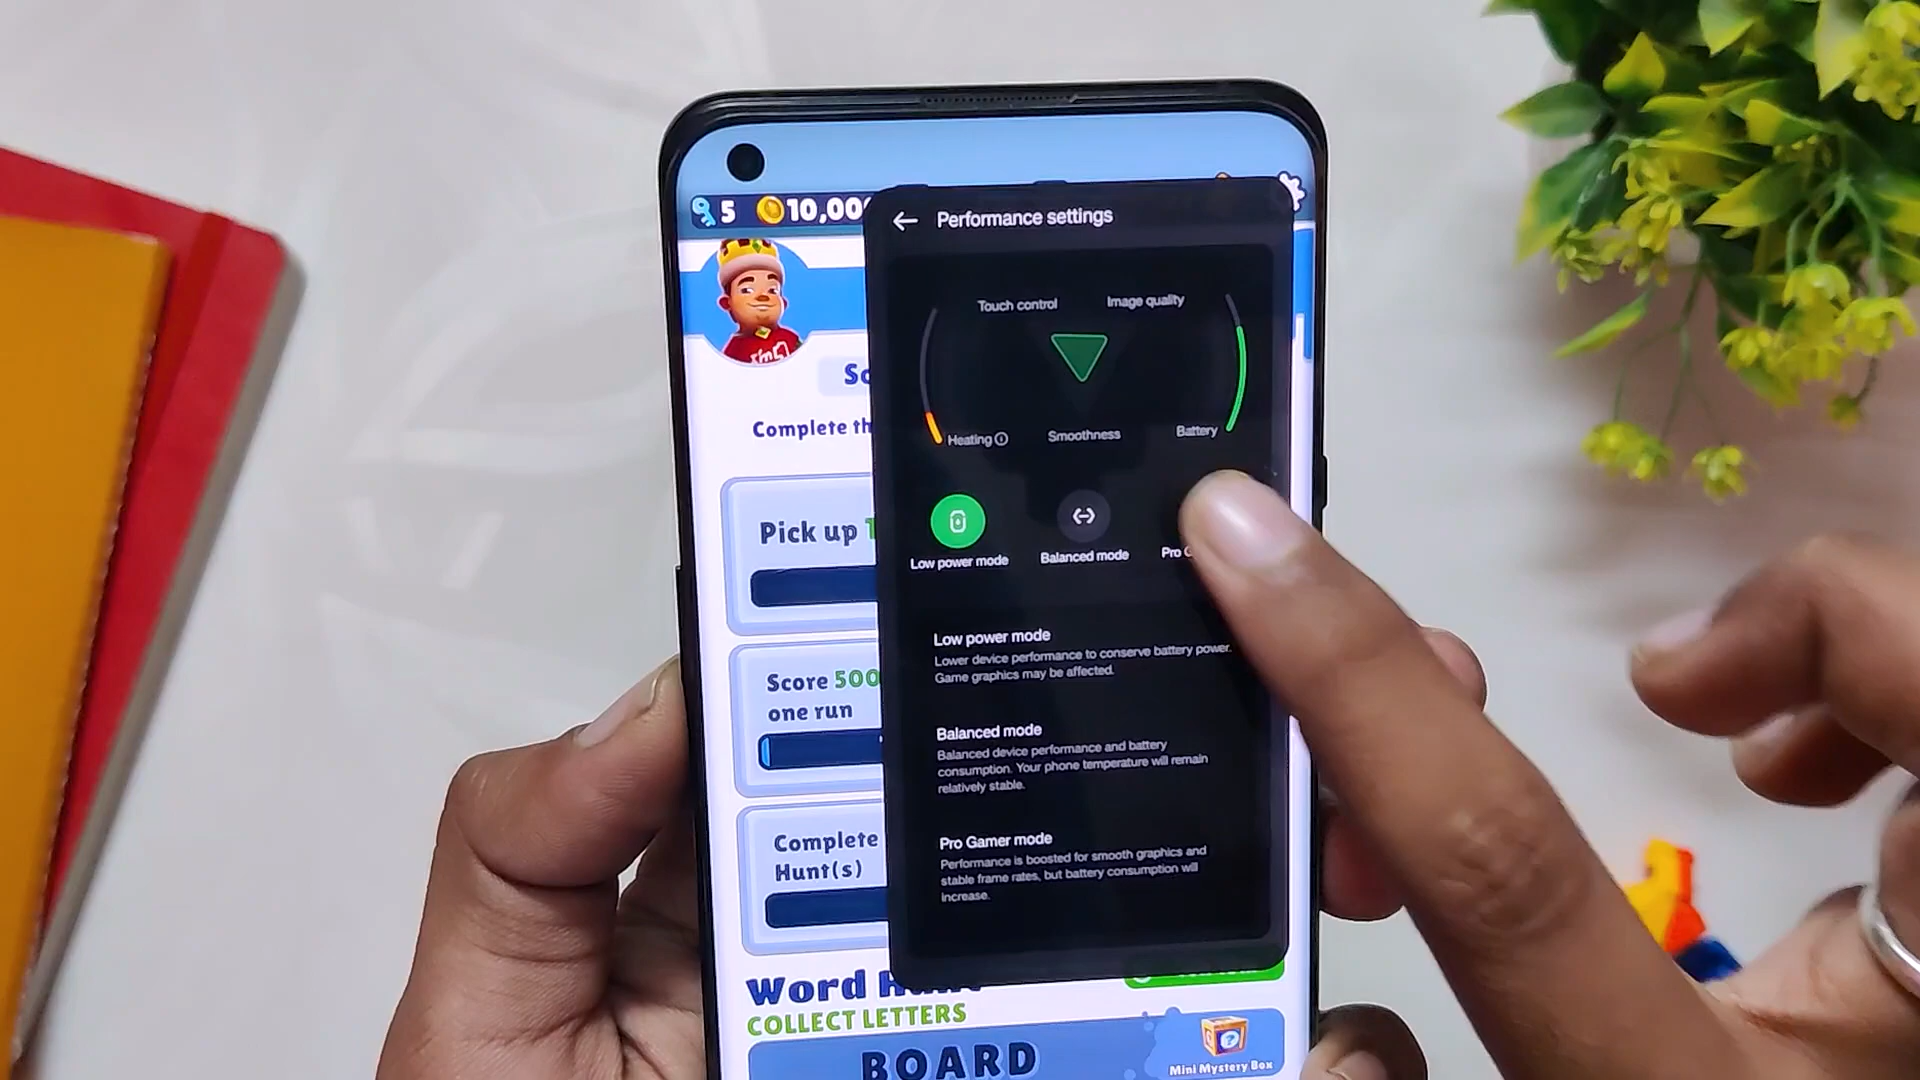 5
10,00
Performance settings
Touch control
Image quality
Heating
Smoothness
Battery
Low power mode
Balanced mode
Pro
Low power mode
Lower device performance to conserve battery power.
Game graphics may be affected.
Balanced mode
Balanced device performance and battery
consumption. Your phone temperature will remain
relatively stable.
Pro Gamer mode
Performance is boosted for smooth graphics and
stable frame rates, but battery consumption will
increase.
Complete th
Pick up 1
Score 500
one run
Complete
Hunt(s)
Word Hunt
COLLECT LETTERS
BOARD
Mini Mystery Box